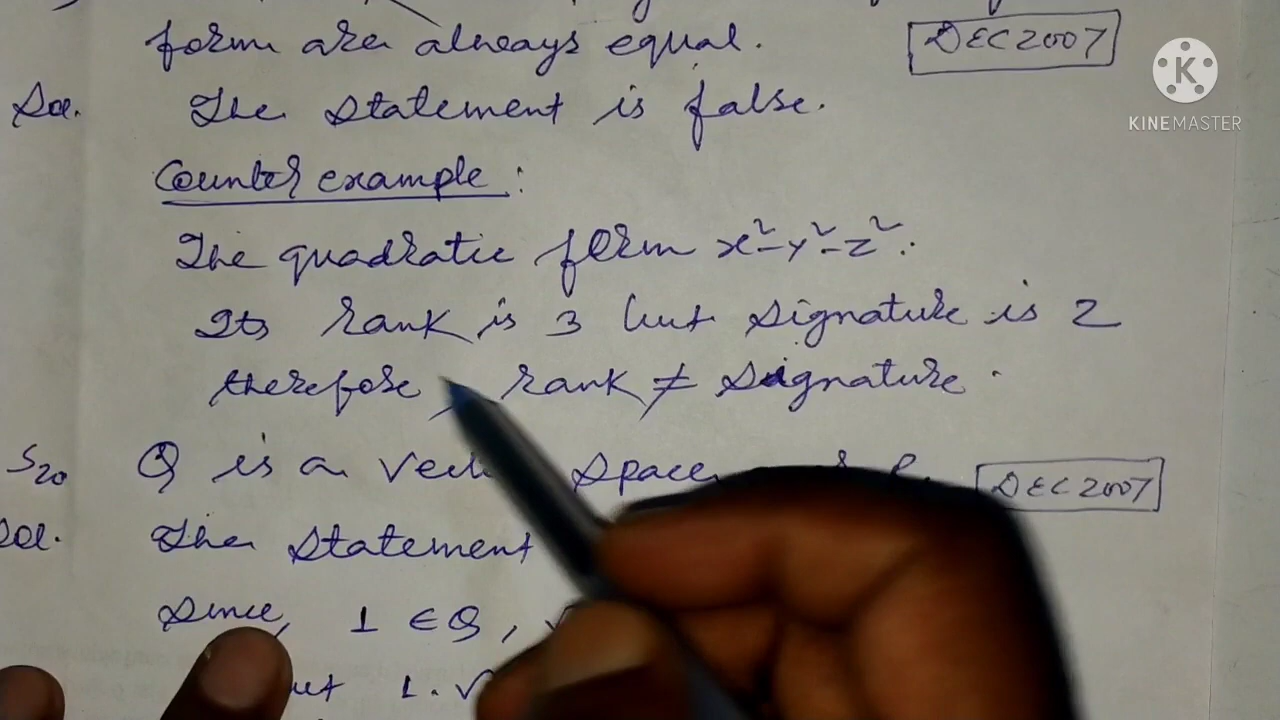 form are always equal. DEC 2007
KINEMASTER
Sol. The statement is false.
Counter example:
The quadratic form x²-y²-z².
Its rank is 3 but signature is 2
therefore, rank ≠ signature.
S20 Q is a vect space DEC 2007
Sol. The statement
Since, 1 ∈ Q,
1.√